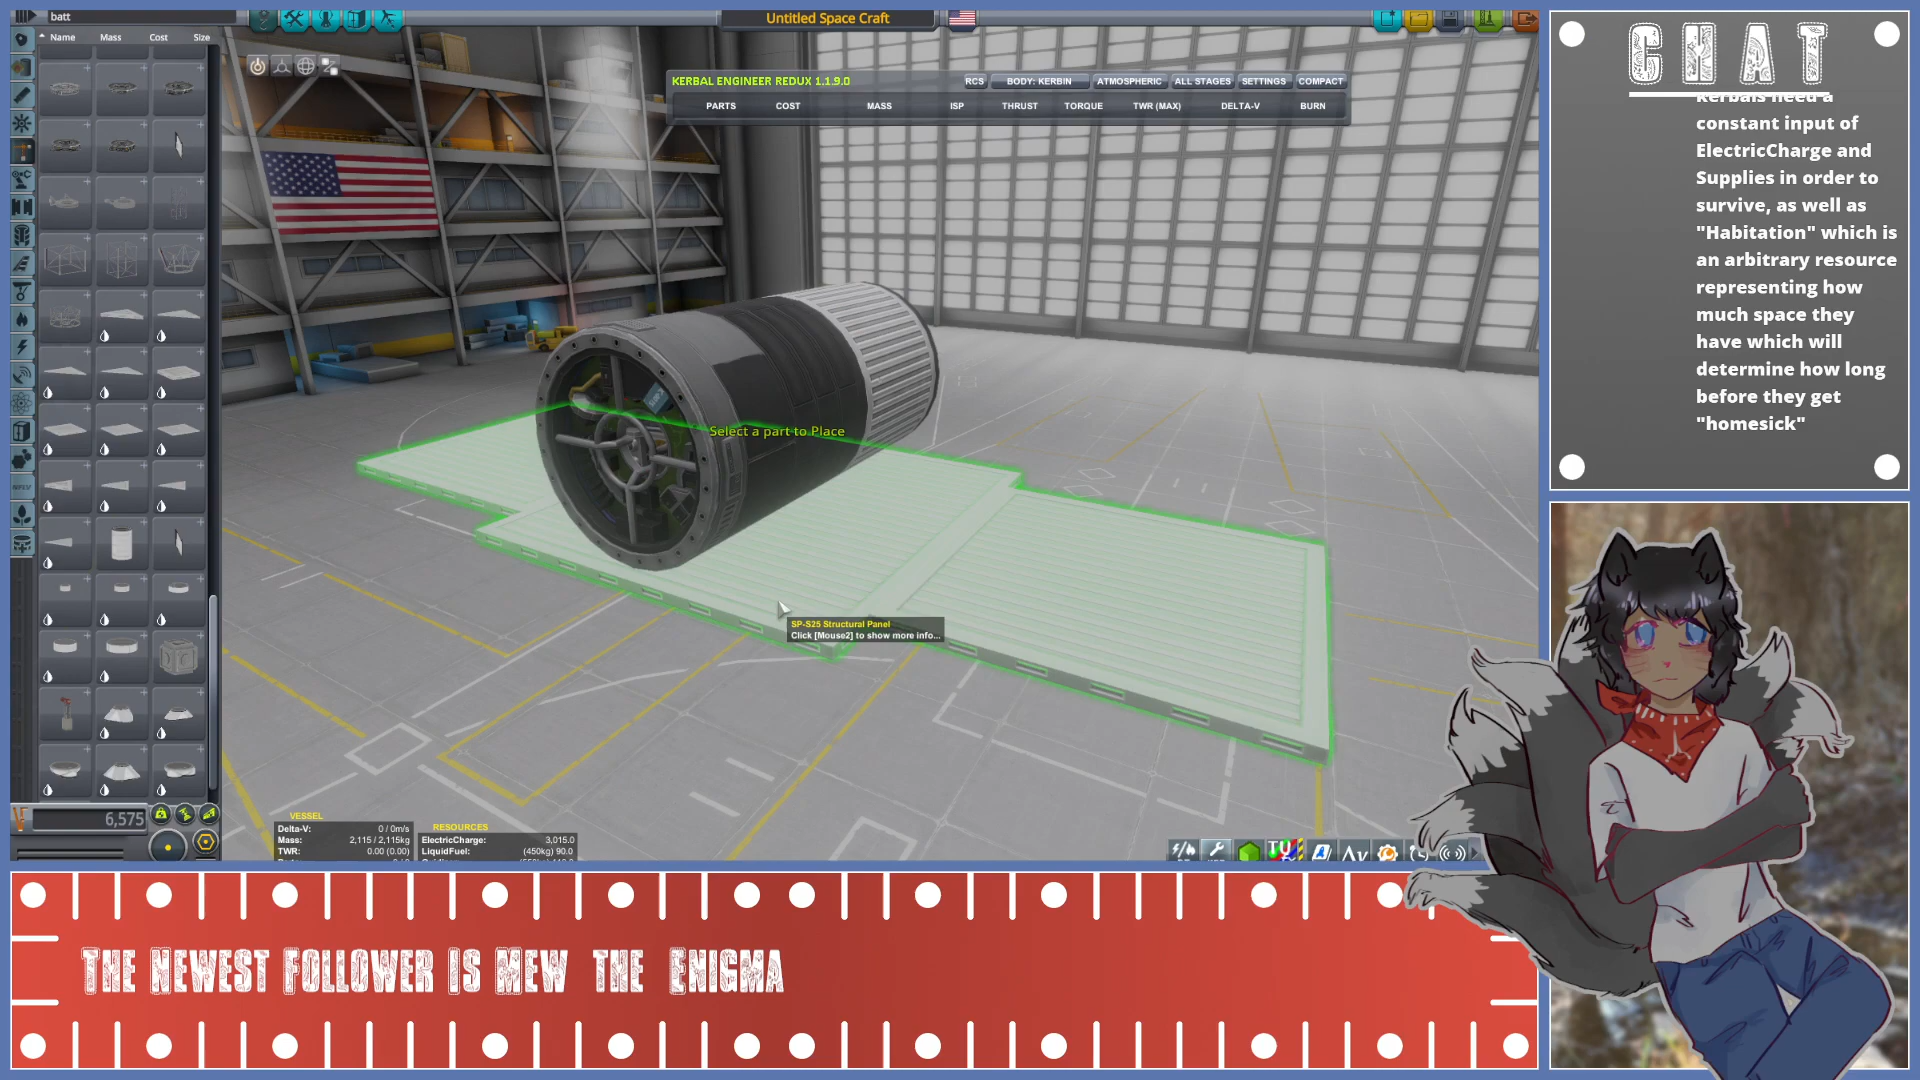 batt
Untitled Space Craft
Name Mass Cost Size
KERBAL ENGINEER REDUX 1.1.9.0
RCS BODY: KERBIN ATMOSPHERIC ALL STAGES SETTINGS COMPACT
PARTS COST MASS ISP THRUST TORQUE TWR (MAX) DELTA-V BURN
Select a part to Place
SP-S25 Structural Panel
Click [Mouse2] to show more info...
6,575
VESSEL
Delta-V: 0 / 0m/s
Mass: 2,115 / 2,115kg
TWR: 0.00 (0.00)
RESOURCES
ElectricCharge: 3,015.0
LiquidFuel: (450kg) 90.0
CHAT
Kerbals need a
constant input of
ElectricCharge and
Supplies in order to
survive, as well as
"Habitation" which is
an arbitrary resource
representing how
much space they
have which will
determine how long
before they get
"homesick"
The Newest Follower Is Mew the Enigma